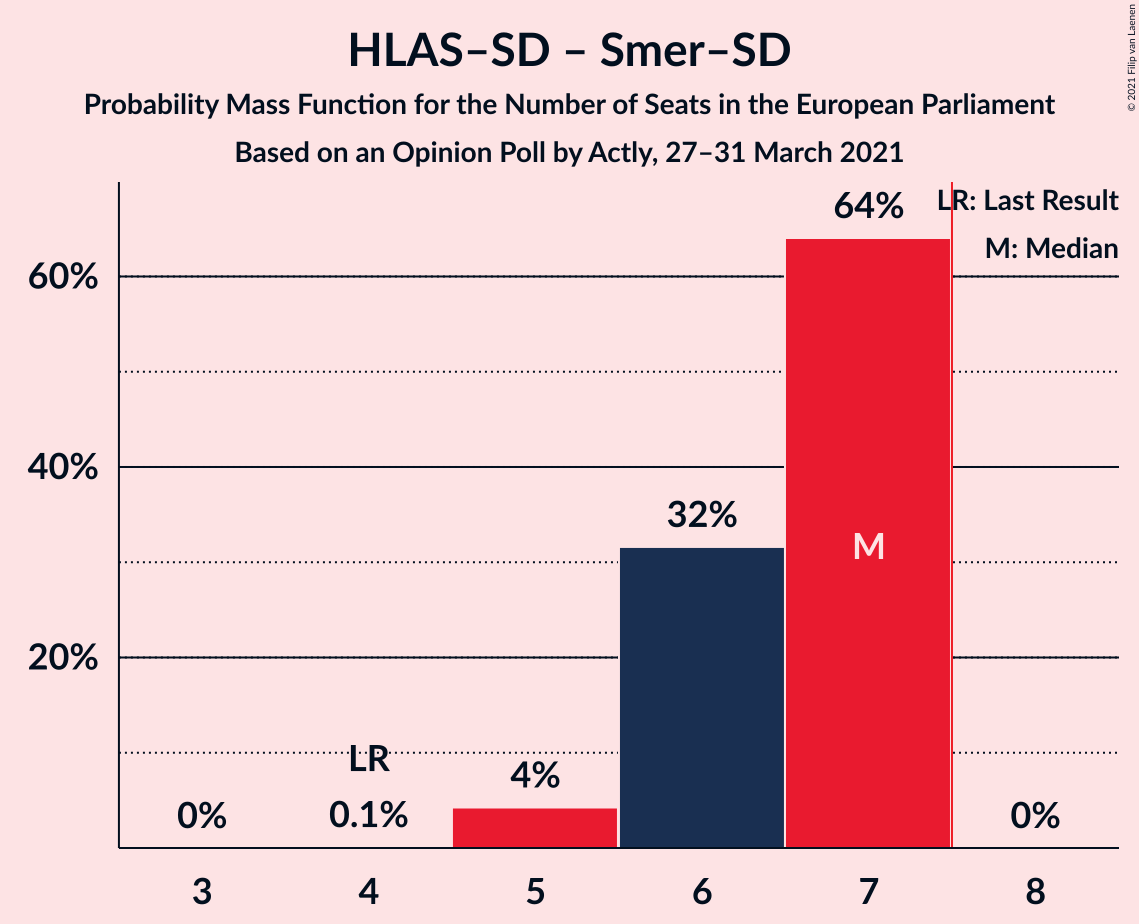 HLAS–SD – Smer–SD
Probability Mass Function for the Number of Seats in the European Parliament
Based on an Opinion Poll by Actly, 27–31 March 2021
© 2021 Filip van Laenen
LR: Last Result
M: Median
60%
40%
20%
0%
LR
0.1%
4%
32%
64%
M
0%
3 4 5 6 7 8